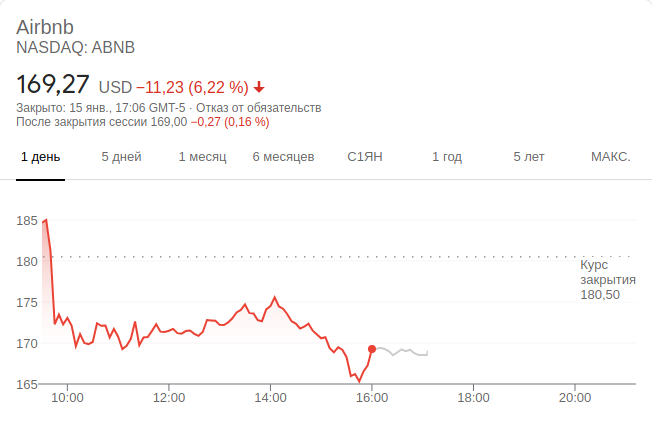 Airbnb
NASDAQ: ABNB
169,27 USD −11,23 (6,22 %)
Закрыто: 15 янв., 17:06 GMT-5 · Отказ от обязательств
После закрытия сессии 169,00 −0,27 (0,16 %)
1 день 5 дней 1 месяц 6 месяцев С1ЯН 1 год 5 лет МАКС.
185
180
Курс
закрытия
180,50
175
170
165
10:00 12:00 14:00 16:00 18:00 20:00